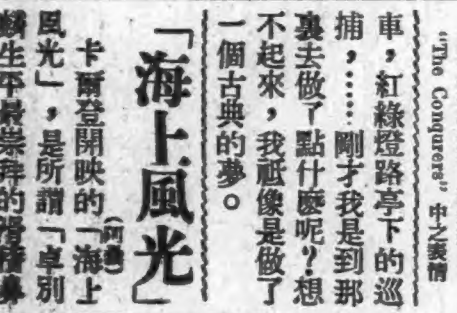 "The Conquerers" 中之表情
車，紅綠燈路亭下的巡
捕，……剛才我是到那
裏去做了點什麽呢？想
不起來，我祇像是做了
一個古典的夢。
「海上風光」
卡爾登開映的「海上
風光」，是所謂「卓別
麟生平最崇拜的滑稽鼻